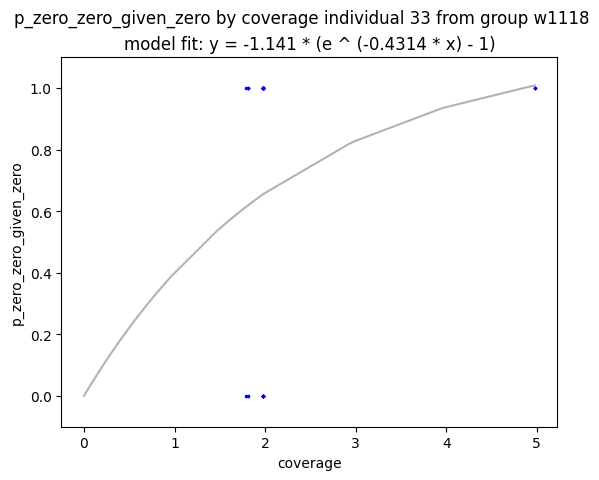 p_zero_zero_given_zero by coverage individual 33 from group w1118
model fit: y = -1.141 * (e ^ (-0.4314 * x) - 1)
1.0
0.8
0.6
0.4
0.2
0.0
p_zero_zero_given_zero
0 1 2 3 4 5
coverage